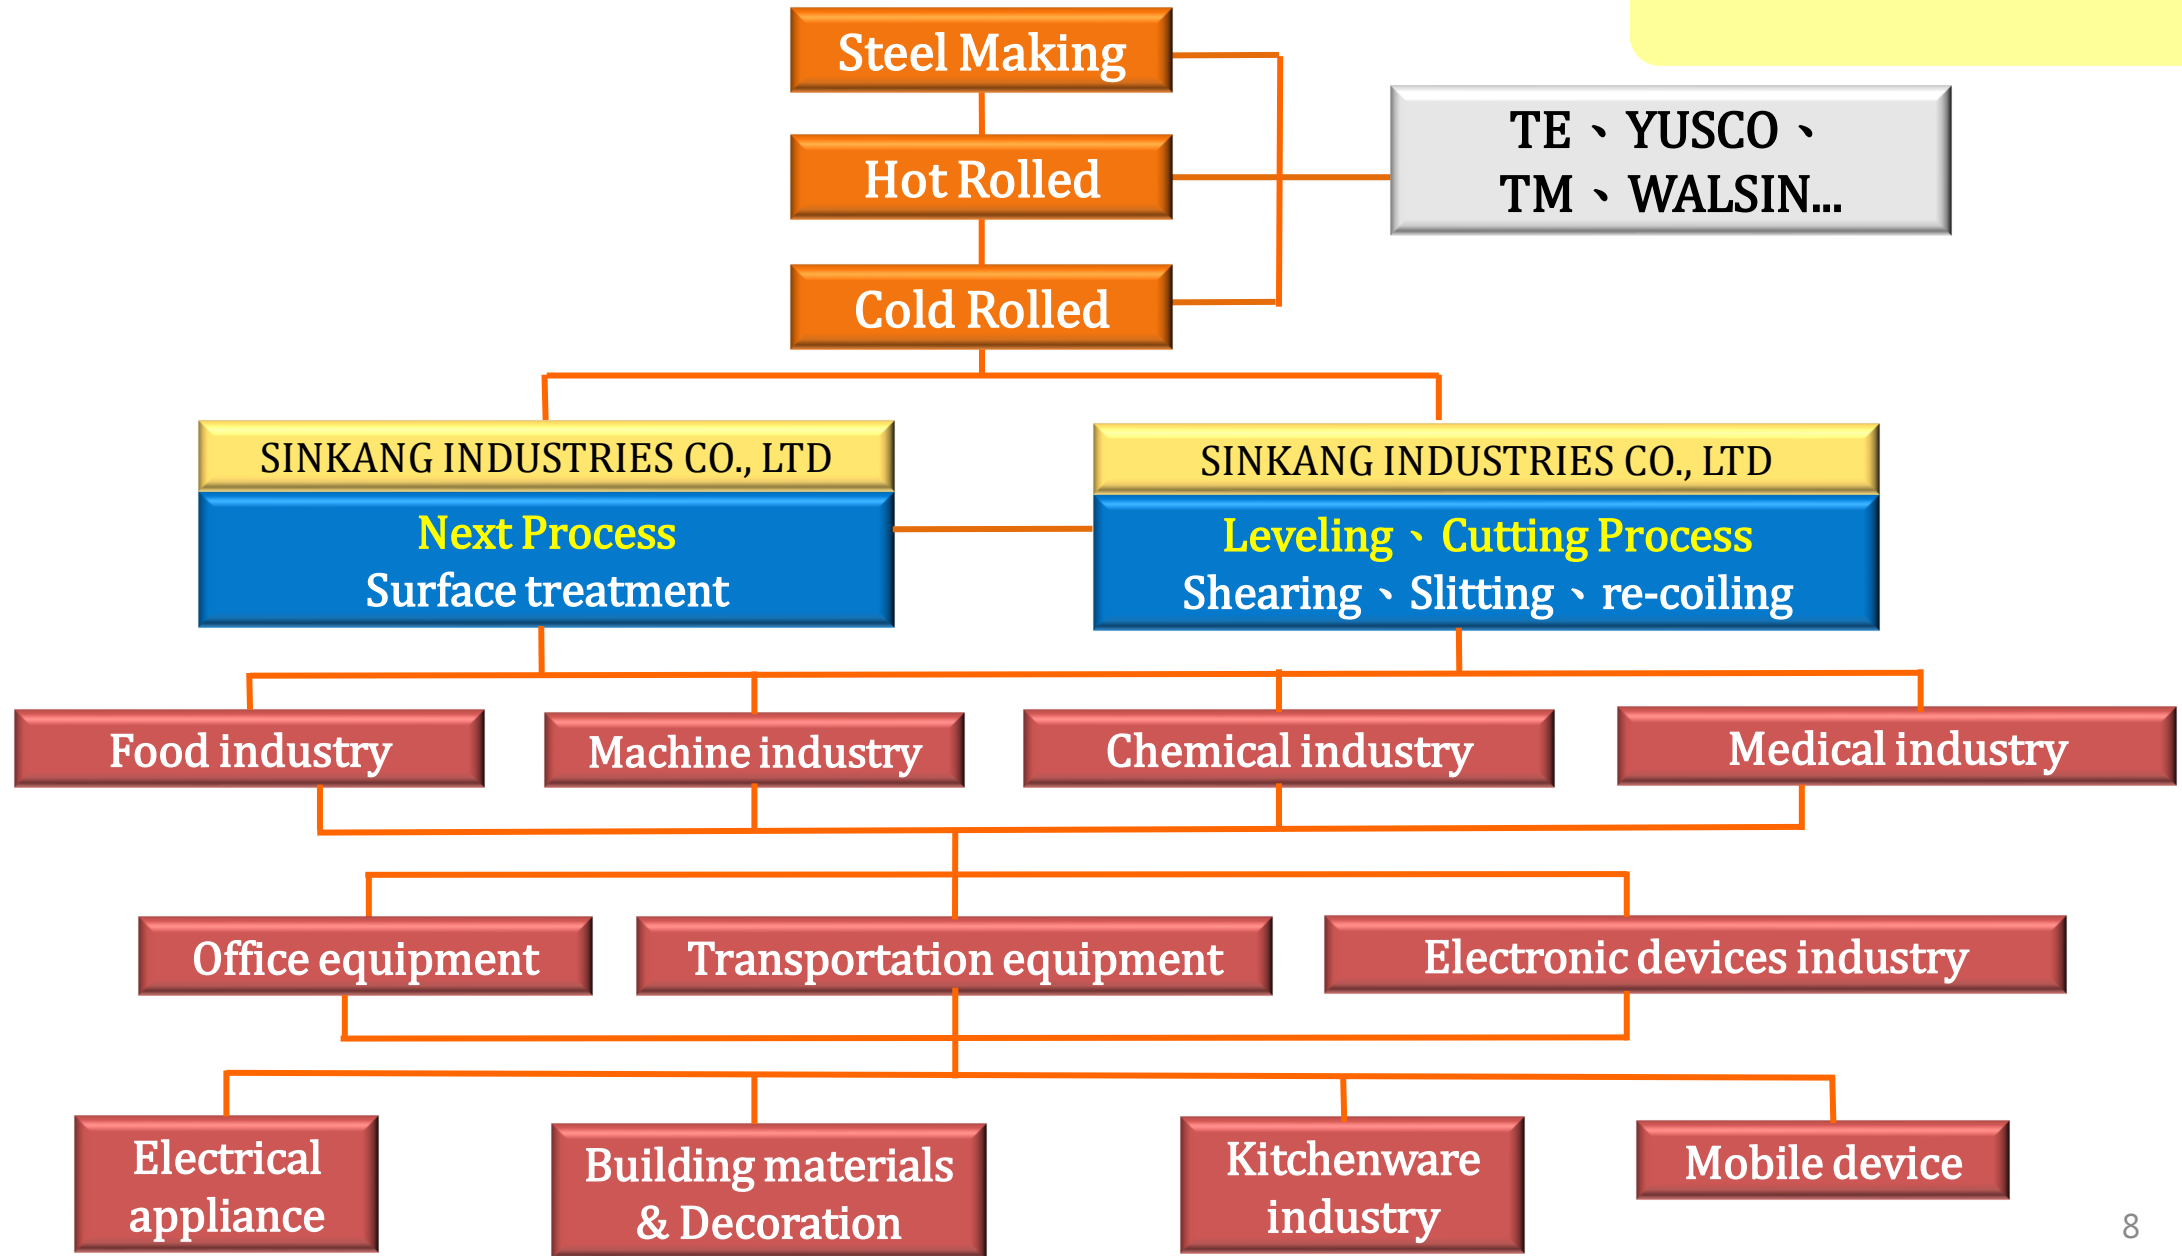 Steel Making
TE、YUSCO、
TM、WALSIN...
Hot Rolled
Cold Rolled
SINKANG INDUSTRIES CO., LTD
Next Process
Surface treatment
SINKANG INDUSTRIES CO., LTD
Leveling、Cutting Process
Shearing、Slitting、re-coiling
Food industry
Machine industry
Chemical industry
Medical industry
Office equipment
Transportation equipment
Electronic devices industry
Electrical
appliance
Building materials
& Decoration
Kitchenware
industry
Mobile device
8